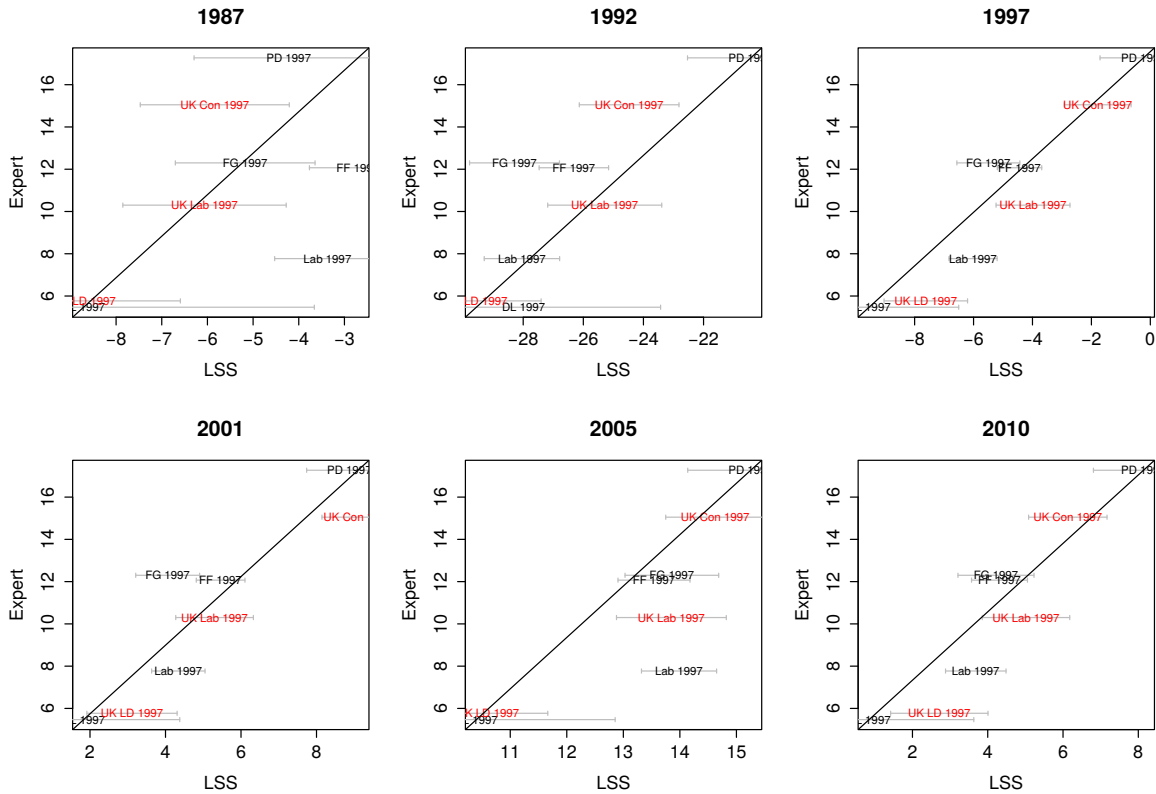 1987
PD 1997
UK Con 1997
FG 1997
FF 199
UK Lab 1997
Lab 1997
LD 1997
1997
Expert
6 8 10 12 14 16
−8 −7 −6 −5 −4 −3
LSS
1992
PD 19
UK Con 1997
FG 1997
FF 1997
UK Lab 1997
Lab 1997
LD 1997
DL 1997
Expert
6 8 10 12 14 16
−28 −26 −24 −22
LSS
1997
PD 19
UK Con 1997
FG 1997
FF 1997
UK Lab 1997
Lab 1997
UK LD 1997
1997
Expert
6 8 10 12 14 16
−8 −6 −4 −2 0
LSS
2001
PD 1997
UK Con
FG 1997
FF 1997
UK Lab 1997
Lab 1997
UK LD 1997
1997
Expert
6 8 10 12 14 16
2 4 6 8
LSS
2005
PD 19
UK Con 1997
FG 1997
FF 1997
UK Lab 1997
Lab 1997
K LD 1997
1997
Expert
6 8 10 12 14 16
11 12 13 14 15
LSS
2010
PD 19
UK Con 1997
FG 1997
FF 1997
UK Lab 1997
Lab 1997
UK LD 1997
1997
Expert
6 8 10 12 14 16
2 4 6 8
LSS